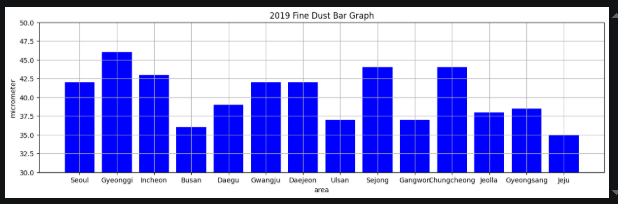 2019 Fine Dust Bar Graph
50.0
47.5
45.0
42.5
40.0
37.5
35.0
32.5
30.0
micrometer
Seoul Gyeonggi Incheon Busan Daegu Gwangju Daejeon Ulsan Sejong Gangwon Chungcheong Jeolla Gyeongsang Jeju
area